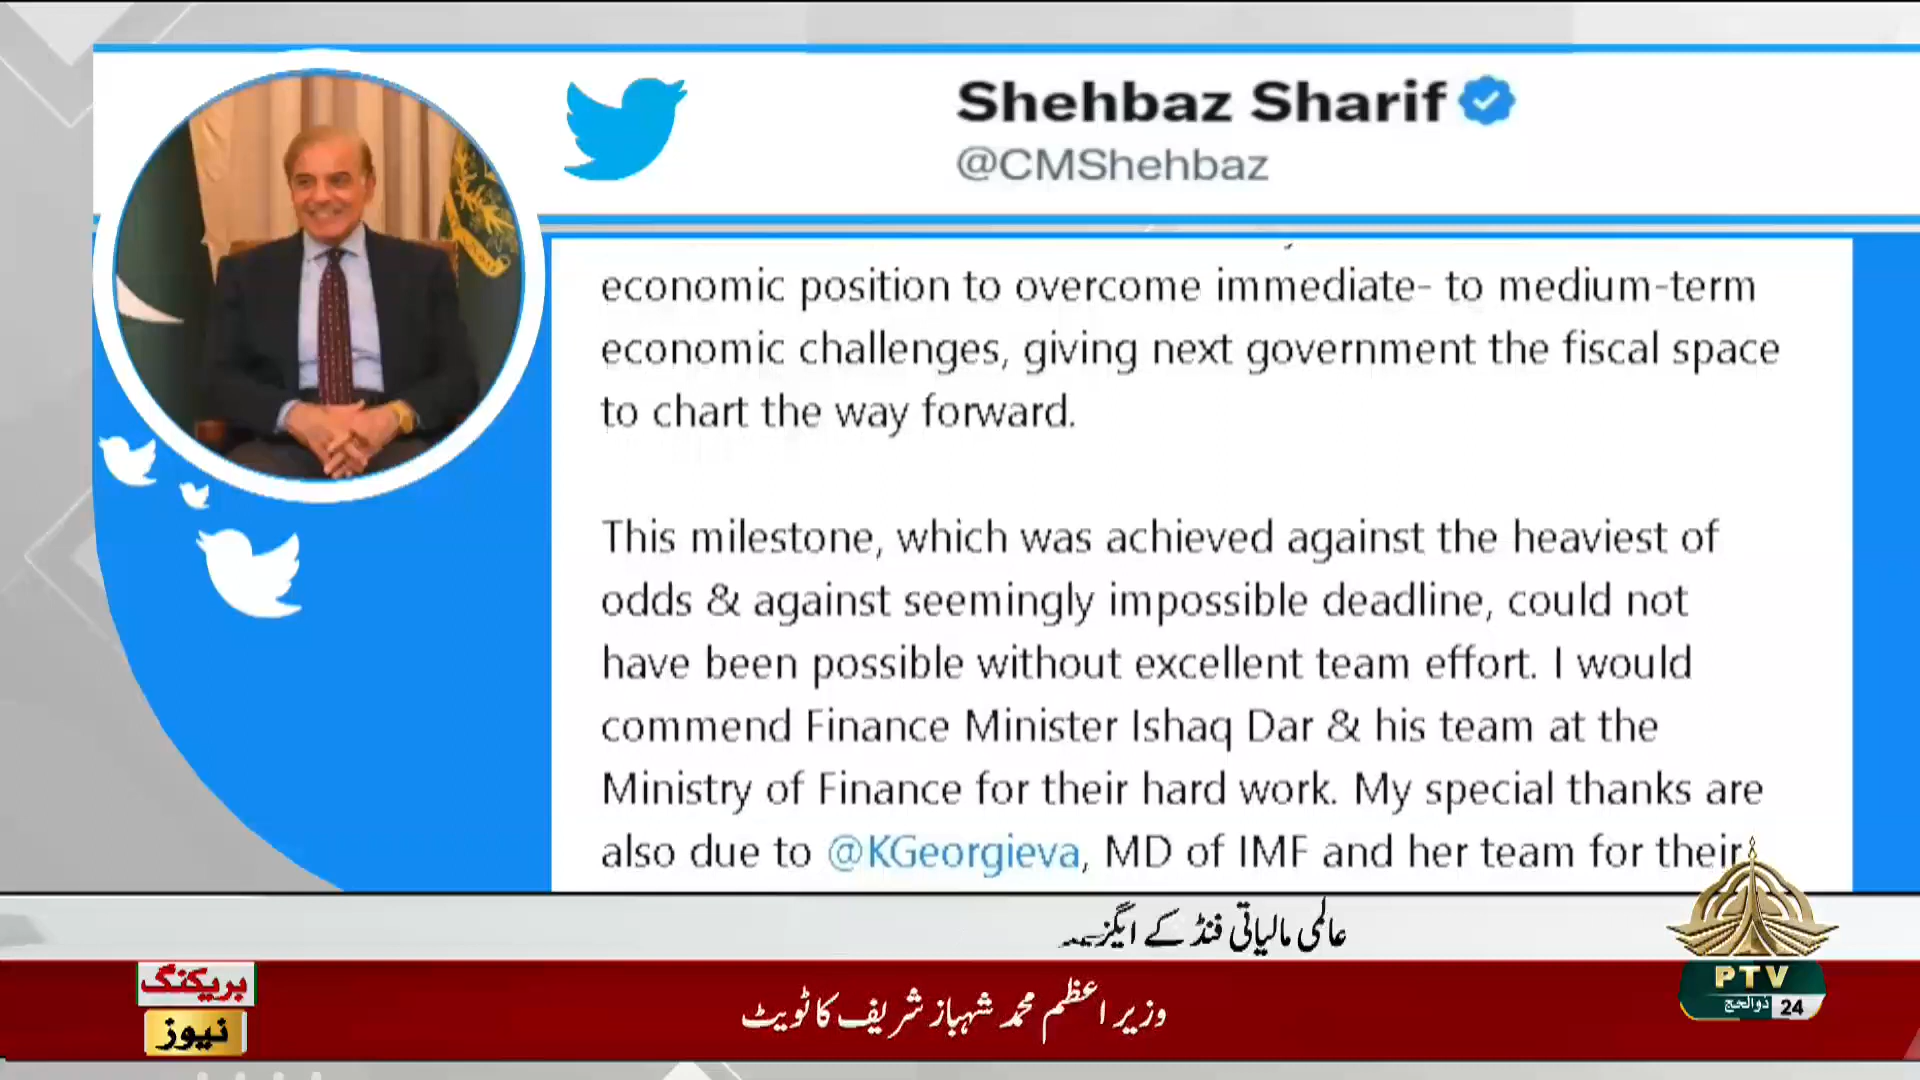 Shehbaz Sharif
@CMShehbaz
economic position to overcome immediate- to medium-term
economic challenges, giving next government the fiscal space
to chart the way forward.
This milestone, which was achieved against the heaviest of
odds & against seemingly impossible deadline, could not
have been possible without excellent team effort. I would
commend Finance Minister Ishaq Dar & his team at the
Ministry of Finance for their hard work. My special thanks are
also due to @KGeorgieva, MD of IMF and her team for their
عالمی مالیاتی فنڈ کے
بریکنگ
نیوز
وزیر اعظم محمد شہباز شریف کا ٹویٹ
PTV
24 ذوالحج